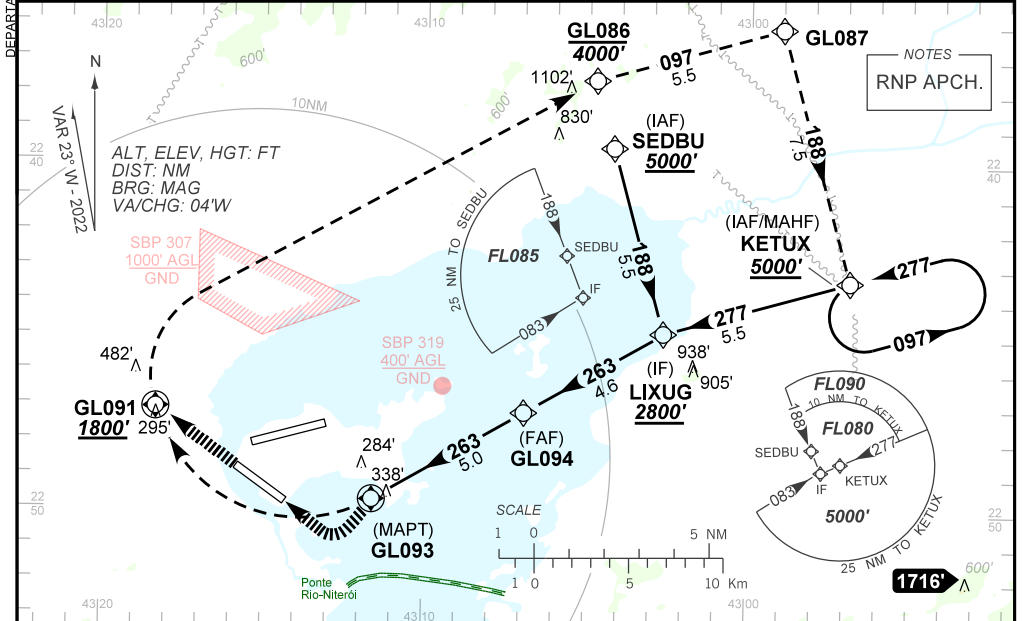 43 20
43 10
43 00
DEPARTA
N
VAR 23° W - 2022
ALT, ELEV, HGT: FT
DIST: NM
BRG: MAG
VA/CHG: 04'W
600'
10NM
600'
1102'
830'
GL086
4000'
097
5.5
GL087
NOTES
RNP APCH.
188
7.5
(IAF)
SEDBU
5000'
188
5.5
22
40
22
40
(IAF/MAHF)
KETUX
5000'
277
097
277
5.5
SBP 307
1000' AGL
GND
25 NM TO SEDBU
FL085
188
SEDBU
IF
083
SBP 319
400' AGL
GND
482'
GL091
1800'
295'
938'
905'
(IF)
LIXUG
2800'
263
4.6
(FAF)
GL094
263
5.0
284'
338'
(MAPT)
GL093
FL090
10 NM TO KETUX
FL080
188
277
SEDBU
IF
KETUX
083
5000'
25 NM TO KETUX
22
50
22
50
SCALE
1
0
5 NM
1
0
5
10 Km
Ponte
Rio-Niterói
1716'
600'
43 20
43 10
43 00